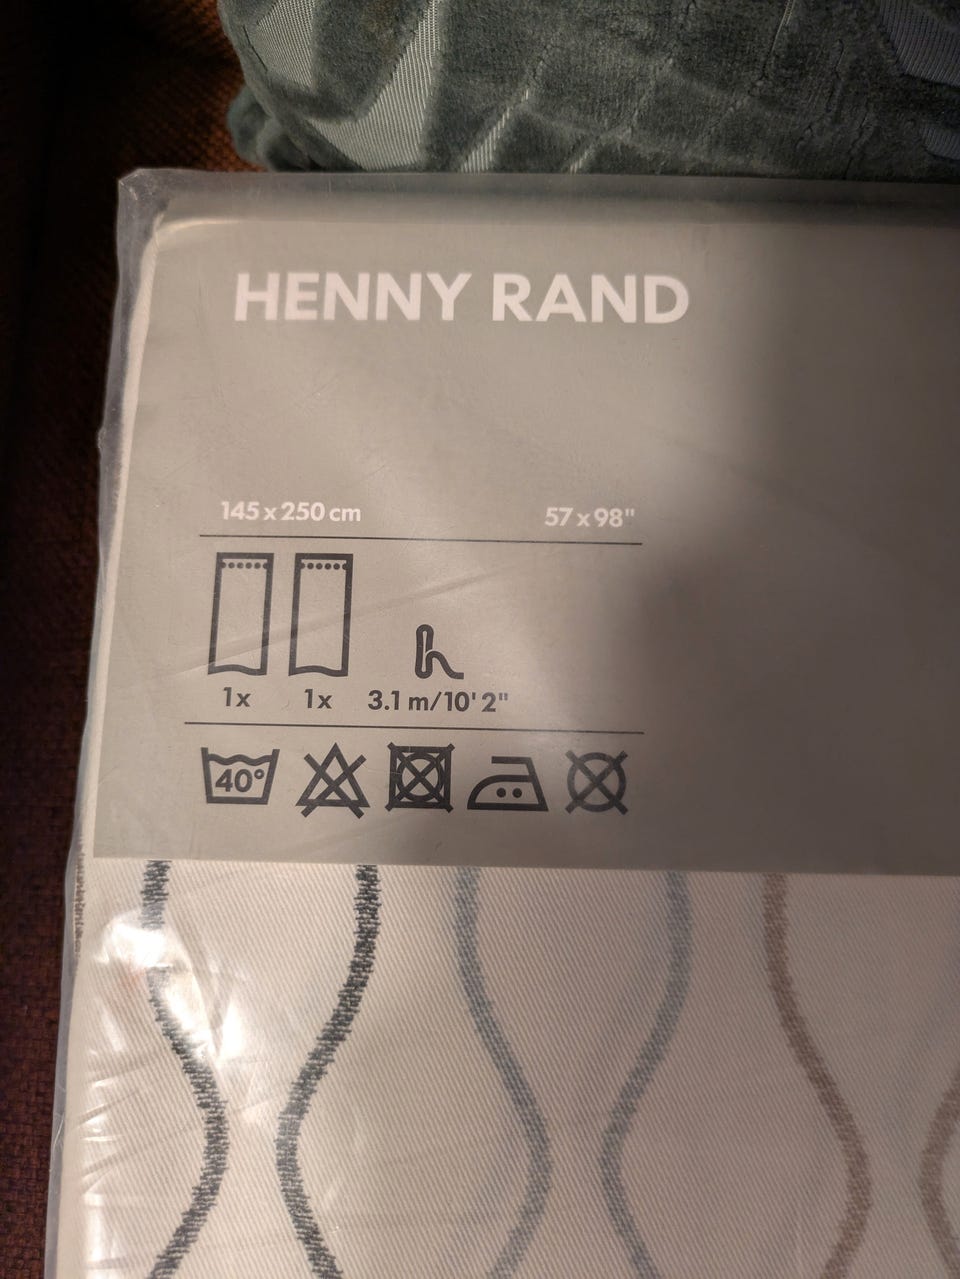 HENNY RAND
145 x 250 cm 57 x 98"
1x 1x 3.1 m/10' 2"
40°